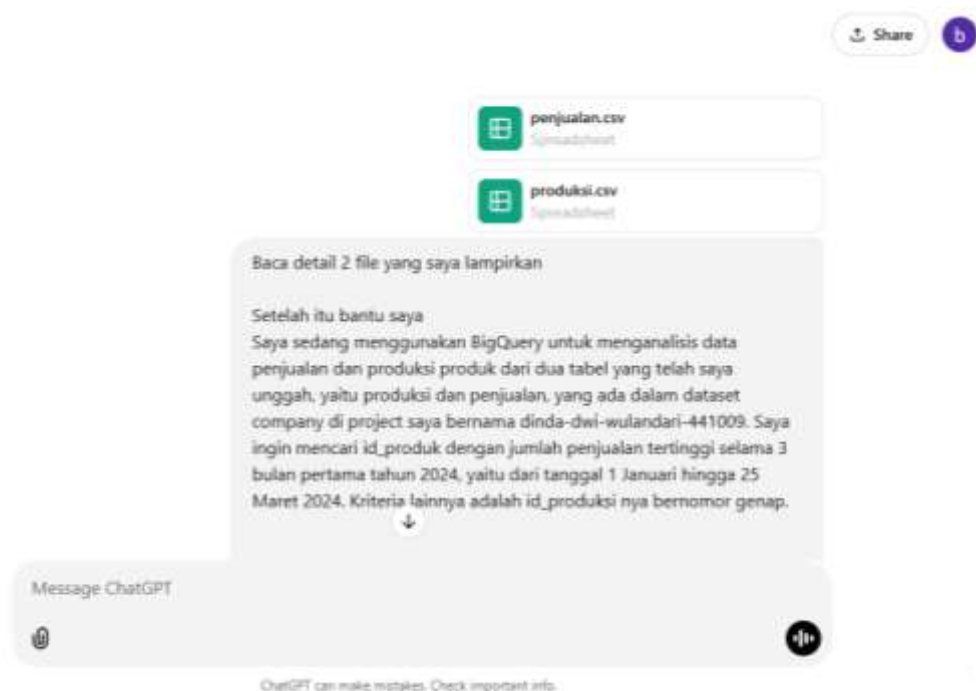 Share
b
penjualan.csv
Spreadsheet
produksi.csv
Spreadsheet
Baca detail 2 file yang saya lampirkan
Setelah itu bantu saya
Saya sedang menggunakan BigQuery untuk menganalisis data
penjualan dan produksi produk dari dua tabel yang telah saya
unggah, yaitu produksi dan penjualan, yang ada dalam dataset
company di project saya bernama dinda-dwi-wulandari-441009. Saya
ingin mencari id_produk dengan jumlah penjualan tertinggi selama 3
bulan pertama tahun 2024, yaitu dari tanggal 1 Januari hingga 25
Maret 2024. Kriteria lainnya adalah id_produksi nya bernomor genap.
Message ChatGPT
ChatGPT can make mistakes. Check important info.